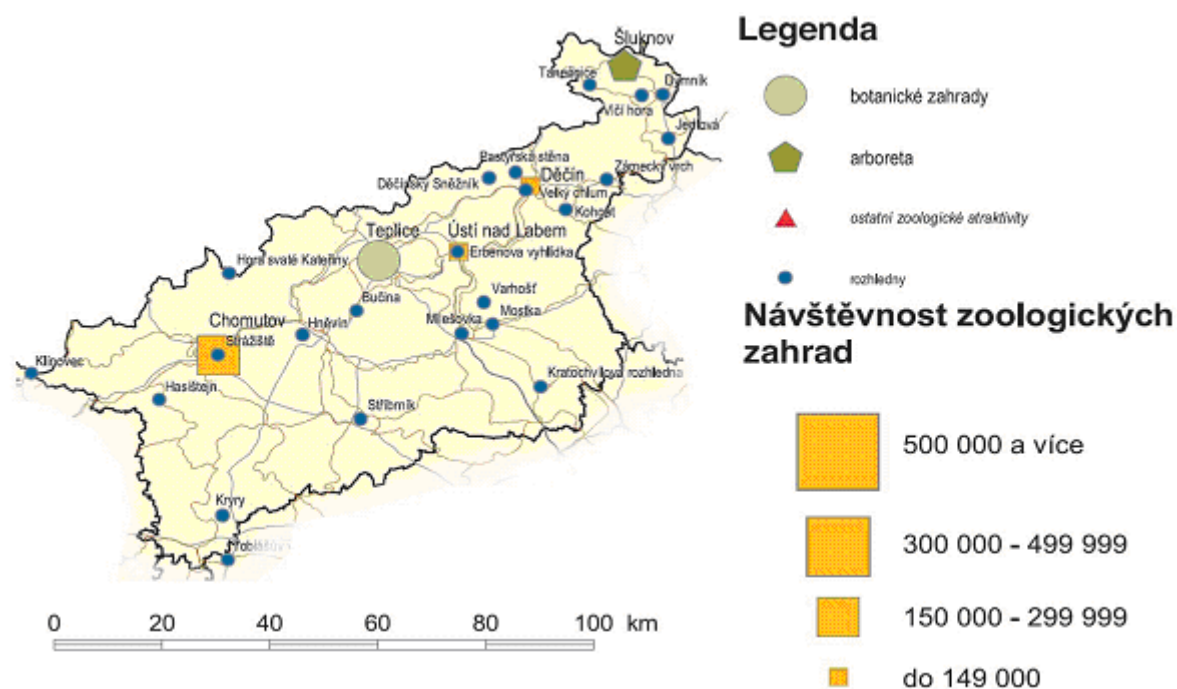 Legenda
botanické zahrady
arboreta
ostatní zoologické atraktivity
rozhledny
Návštěvnost zoologických
zahrad
500 000 a více
300 000 - 499 999
150 000 - 299 999
do 149 000
Šluknov
Dymník
Vlčí hora
Jedlová
Pastýřská stěna
Zámecký vrch
Děčín
Děčínský Sněžník
Velký chlum
Kohout
Teplice
Ústí nad Labem
Erbenova vyhlídka
Hora svaté Kateřiny
Bučina
Varhošť
Mostka
Chomutov
Hněvín
Milešovka
Strážiště
Klínovec
Kratochvílova rozhledna
Hasištejn
Stříbrník
Kryry
0 20 40 60 80 100 km